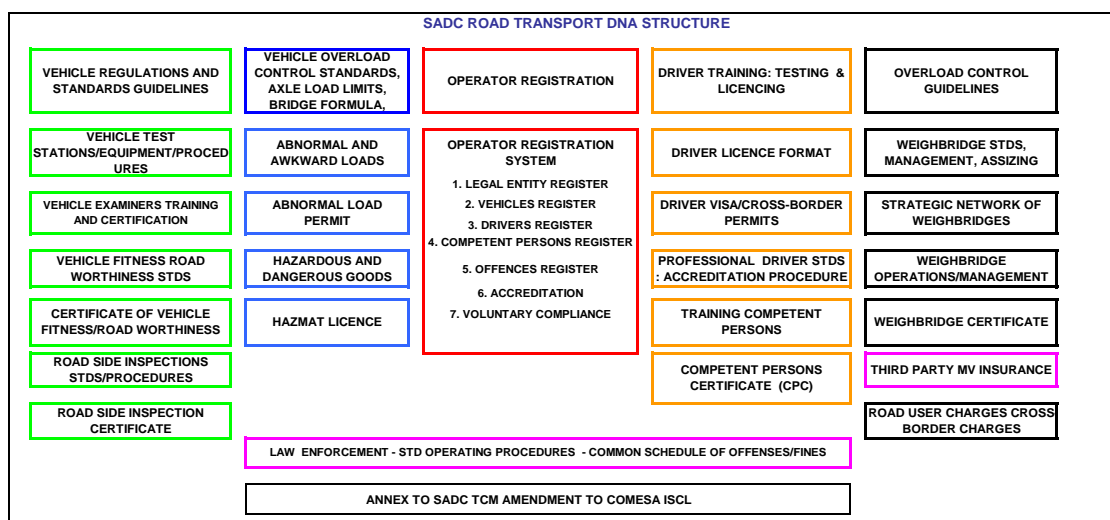 SADC ROAD TRANSPORT DNA STRUCTURE
VEHICLE REGULATIONS AND
STANDARDS GUIDELINES
VEHICLE TEST
STATIONS/EQUIPMENT/PROCED
URES
VEHICLE EXAMINERS TRAINING
AND CERTIFICATION
VEHICLE FITNESS ROAD
WORTHINESS STDS
CERTIFICATE OF VEHICLE
FITNESS/ROAD WORTHINESS
ROAD SIDE INSPECTIONS
STDS/PROCEDURES
ROAD SIDE INSPECTION
CERTIFICATE
VEHICLE OVERLOAD
CONTROL STANDARDS,
AXLE LOAD LIMITS,
BRIDGE FORMULA,
ABNORMAL AND
AWKWARD LOADS
ABNORMAL LOAD
PERMIT
HAZARDOUS AND
DANGEROUS GOODS
HAZMAT LICENCE
OPERATOR REGISTRATION
OPERATOR REGISTRATION
SYSTEM
1. LEGAL ENTITY REGISTER
2. VEHICLES REGISTER
3. DRIVERS REGISTER
4. COMPETENT PERSONS REGISTER
5. OFFENCES REGISTER
6. ACCREDITATION
7. VOLUNTARY COMPLIANCE
DRIVER TRAINING: TESTING &
LICENCING
DRIVER LICENCE FORMAT
DRIVER VISA/CROSS-BORDER
PERMITS
PROFESSIONAL DRIVER STDS
: ACCREDITATION PROCEDURE
TRAINING COMPETENT
PERSONS
COMPETENT PERSONS
CERTIFICATE (CPC)
OVERLOAD CONTROL
GUIDELINES
WEIGHBRIDGE STDS,
MANAGEMENT, ASSIZING
STRATEGIC NETWORK OF
WEIGHBRIDGES
WEIGHBRIDGE
OPERATIONS/MANAGEMENT
WEIGHBRIDGE CERTIFICATE
THIRD PARTY MV INSURANCE
ROAD USER CHARGES CROSS
BORDER CHARGES
LAW ENFORCEMENT - STD OPERATING PROCEDURES - COMMON SCHEDULE OF OFFENSES/FINES
ANNEX TO SADC TCM AMENDMENT TO COMESA ISCL